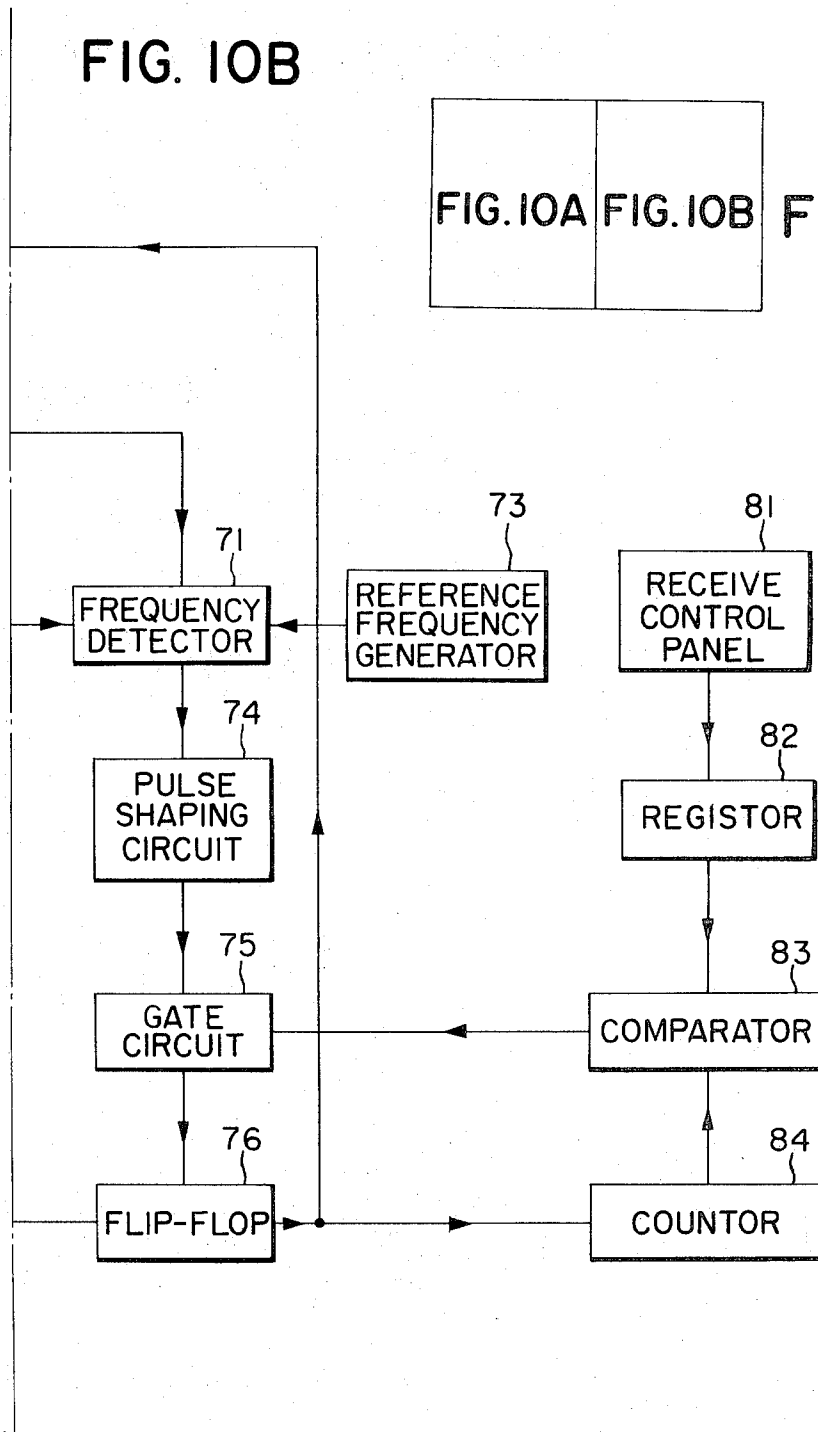 FIG. 10B
FIG.10A FIG.10B F
73
81
71
REFERENCE
FREQUENCY
GENERATOR
RECEIVE
CONTROL
PANEL
FREQUENCY
DETECTOR
74
82
PULSE
SHAPING
CIRCUIT
REGISTOR
75
83
GATE
CIRCUIT
COMPARATOR
76
84
FLIP-FLOP
COUNTOR